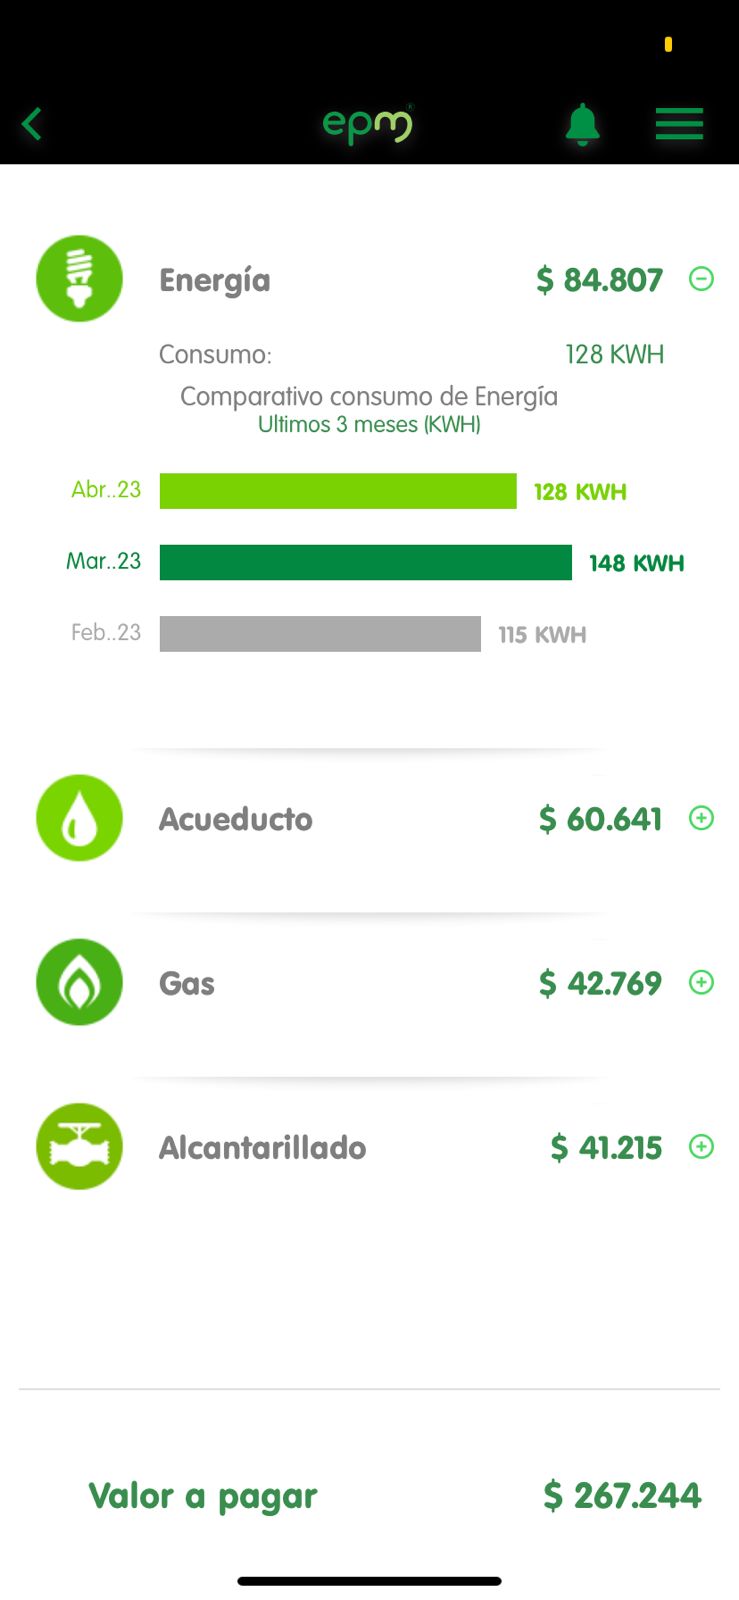 epm®
Energía $ 84.807
Consumo: 128 KWH
Comparativo consumo de Energía
Ultimos 3 meses (KWH)
Abr..23 128 KWH
Mar..23 148 KWH
Feb..23 115 KWH
Acueducto $ 60.641
Gas $ 42.769
Alcantarillado $ 41.215
Valor a pagar $ 267.244